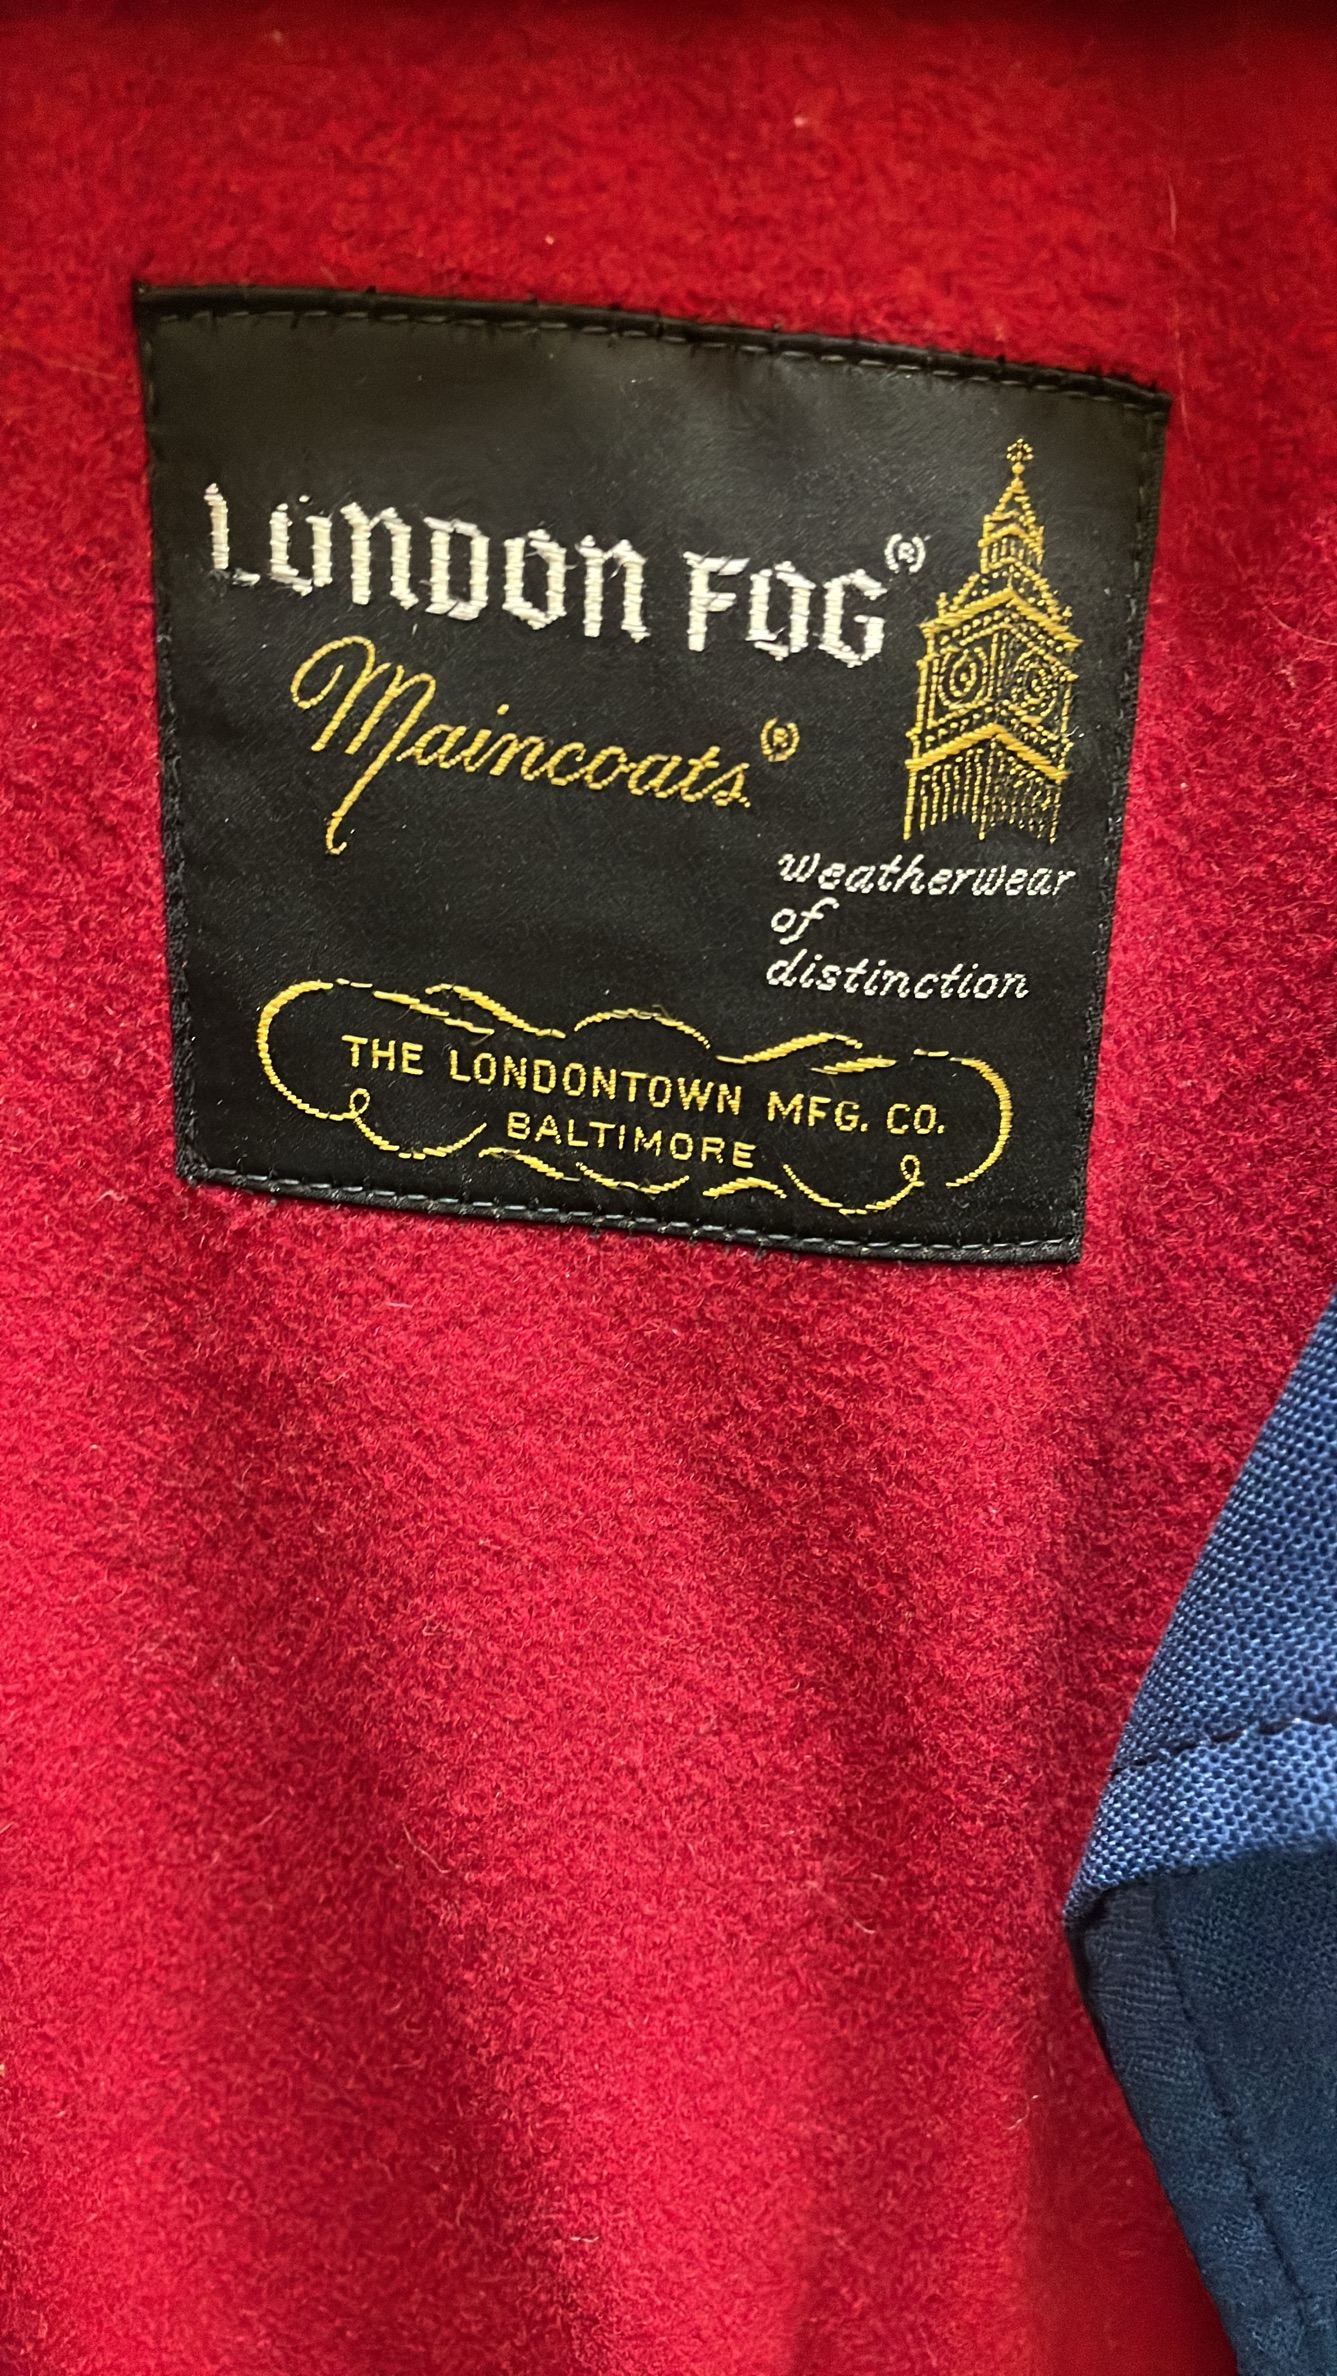 LONDON FOG®
Maincoats®
weatherwear
of
distinction
THE LONDONTOWN MFG. CO.
BALTIMORE